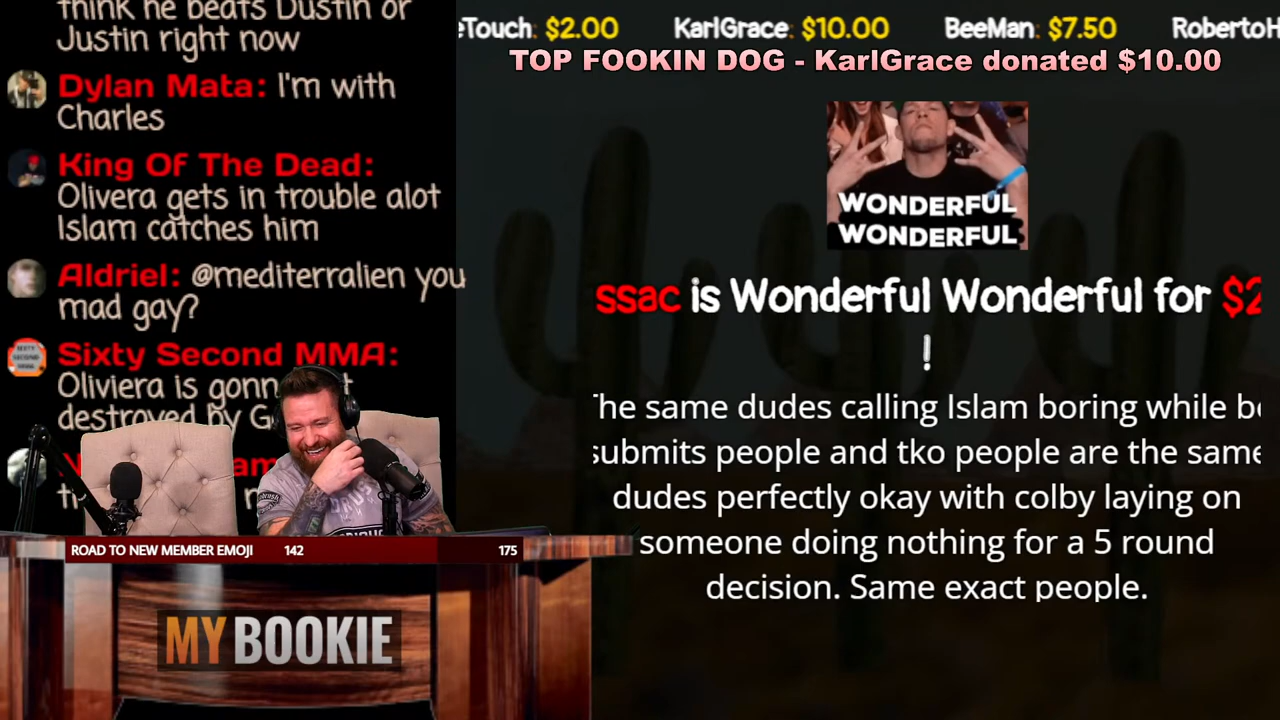 think he beats Dustin or
Justin right now
Dylan Mata: I'm with
Charles
King Of The Dead:
Olivera gets in trouble alot
Islam catches him
Aldriel: @mediterralien you
mad gay?
Sixty Second MMA:
Oliviera is gonn
destroyed by G
eTouch: $2.00 KarlGrace: $10.00 BeeMan: $7.50 RobertoH
TOP FOOKIN DOG - KarlGrace donated $10.00
WONDERFUL
WONDERFUL
ssac is Wonderful Wonderful for $2
!
The same dudes calling Islam boring while
submits people and tko people are the same
dudes perfectly okay with colby laying on
someone doing nothing for a 5 round
decision. Same exact people.
ROAD TO NEW MEMBER EMOJI 142 175
MYBOOKIE